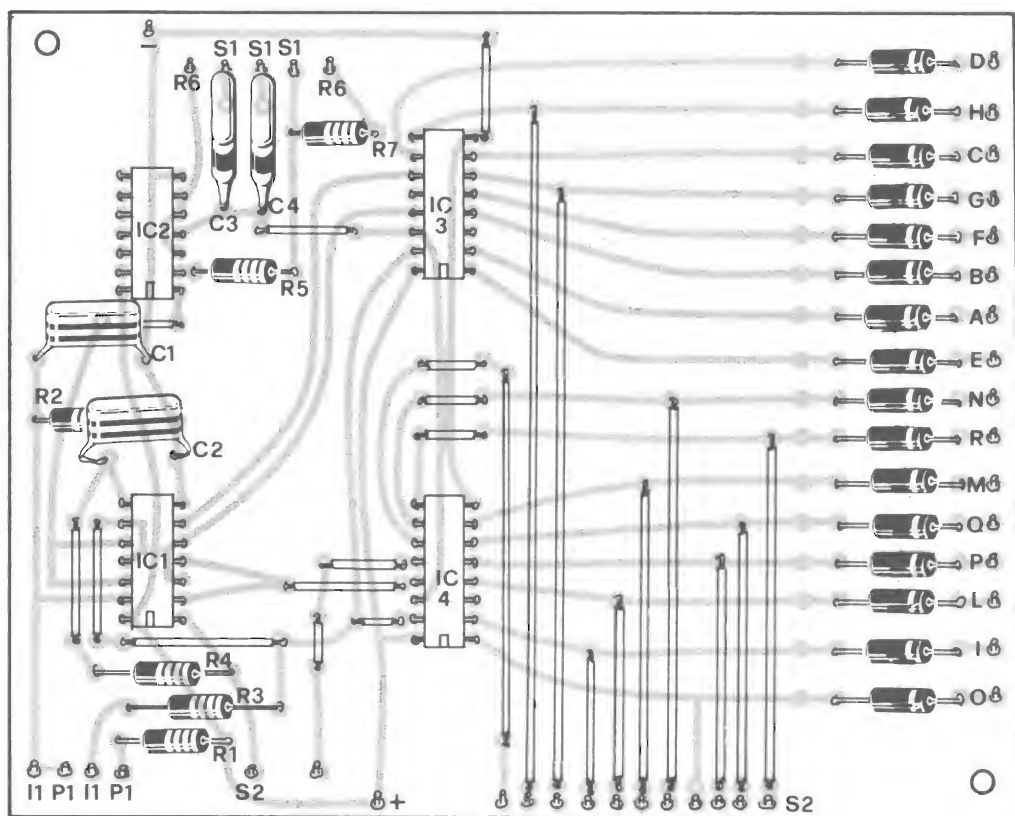 -
S1 S1 S1
R6
R6
D
H
R7
C
IC
3
G
C3
C4
IC2
F
B
R5
A
C1
E
R2
N
R
C2
M
Q
IC1
IC
4
P
L
R4
I
R3
O
R1
I1 P1 I1 P1
S2
+
S2